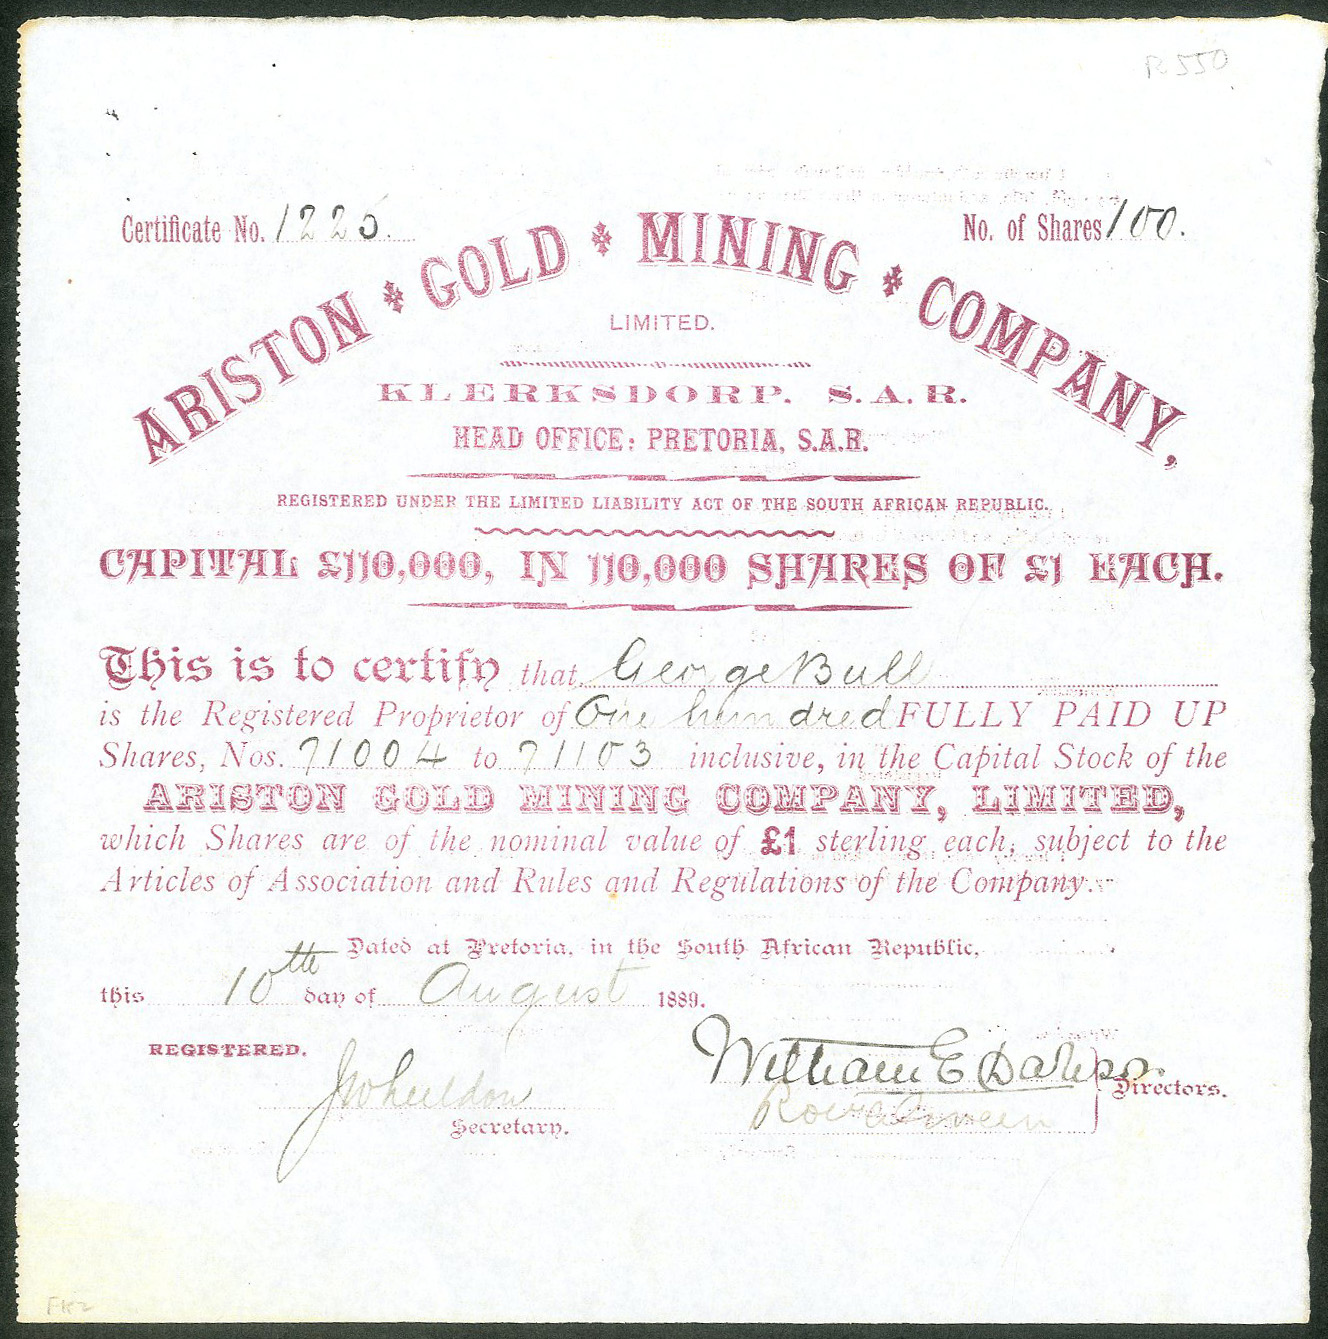 R 550
Certificate No. 1225. No. of Shares 100.
ARISTON GOLD MINING COMPANY,
LIMITED.
KLERKSDORP. S.A.R.
HEAD OFFICE: PRETORIA, S.A.R.
REGISTERED UNDER THE LIMITED LIABILITY ACT OF THE SOUTH AFRICAN REPUBLIC.
CAPITAL £110,000, IN 110,000 SHARES OF £1 EACH.
This is to certify that George Bull
is the Registered Proprietor of One hundred FULLY PAID UP
Shares, Nos. 71004 to 71103 inclusive, in the Capital Stock of the
ARISTON GOLD MINING COMPANY, LIMITED,
which Shares are of the nominal value of £1 sterling each, subject to the
Articles of Association and Rules and Regulations of the Company.
Dated at Pretoria, in the South African Republic,
this 10th day of August 1889.
REGISTERED.
William E
Directors.
Secretary.